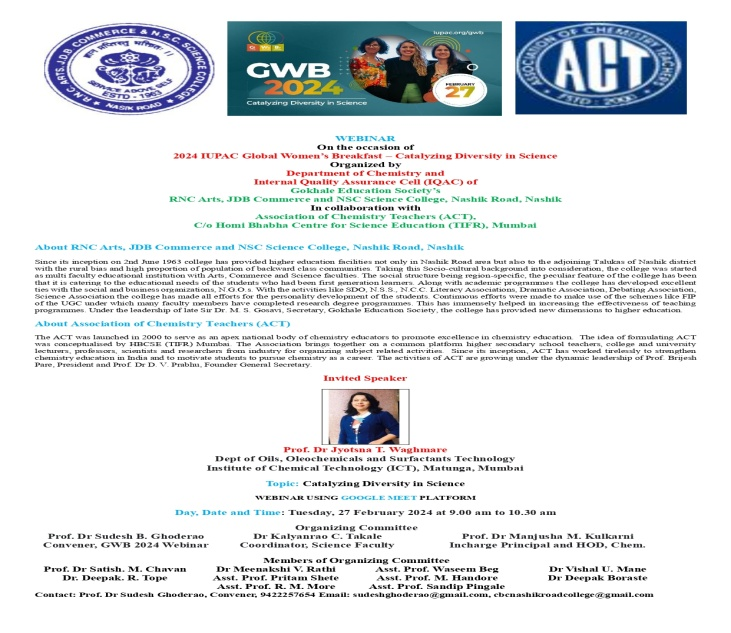 RNC ARTS, JDB COMMERCE & N.S.C. SCIENCE COLLEGE
SERVICE ABOVE SELF
ESTD - 1963
NASIK ROAD
iupac.org/gwb
GWB
GWB
2024
FEBRUARY
27
Catalyzing Diversity in Science
ASSOCIATION OF CHEMISTRY TEACHERS
ACT
WEBINAR
On the occasion of
2024 IUPAC Global Women's Breakfast – Catalyzing Diversity in Science
Organized by
Department of Chemistry and
Internal Quality Assurance Cell (IQAC) of
Gokhale Education Society's
RNC Arts, JDB Commerce and NSC Science College, Nashik Road, Nashik
In collaboration with
Association of Chemistry Teachers (ACT),
C/o Homi Bhabha Centre for Science Education (TIFR), Mumbai
About RNC Arts, JDB Commerce and NSC Science College, Nashik Road, Nashik
Since its inception on 2nd June 1963 college has provided higher education facilities not only in Nashik Road area but also to the adjoining Talukas of Nashik district
with the rural bias and high proportion of population of backward class communities. Taking this Socio-cultural background into consideration, the college was started
as multi faculty educational institution with Arts, Commerce and Science faculties. The social structure being region-specific, the peculiar feature of the college has been
that it is catering to the educational needs of the students who had been first generation learners. Along with academic programmes the college has developed excellent
ties with the social and business organizations, N.G.O.s. With the activities like SDO, N.S.S., N.C.C. Literacy Associations, Dramatic Association, Debating Association,
Science Association the college has made all efforts for the personality development of the students. Continuous efforts were made to make use of the schemes like FIP
of the UGC under which many faculty members have completed research degree programmes. This has immensely helped in increasing the effectiveness of teaching
programmes. Under the leadership of late Sir Dr. M. S. Gosavi, Secretary, Gokhale Education Society, the college has provided new dimensions to higher education.
About Association of Chemistry Teachers (ACT)
The ACT was launched in 2000 to serve as an apex national body of chemistry educators to promote excellence in chemistry education. The idea of formulating ACT
was conceptualised by HBCSE (TIFR) Mumbai. The Association brings together on a common platform higher secondary school teachers, college and university
lecturers, professors, scientists and researchers from industry for organizing subject related activities. Since its inception, ACT has worked tirelessly to strengthen
chemistry education in India and to motivate students to pursue chemistry as a career. The activities of ACT are growing under the dynamic leadership of Prof. Brijesh
Pare, President and Prof. Dr D. V. Prabhu, Founder General Secretary.
Invited Speaker
Prof. Dr Jyotsna T. Waghmare
Dept of Oils, Oleochemicals and Surfactants Technology
Institute of Chemical Technology (ICT), Matunga, Mumbai
Topic: Catalyzing Diversity in Science
WEBINAR USING GOOGLE MEET PLATFORM
Day, Date and Time: Tuesday, 27 February 2024 at 9.00 am to 10.30 am
Organizing Committee
Prof. Dr Sudesh B. Ghoderao Dr Kalyanrao C. Takale Prof. Dr Manjusha M. Kulkarni
Convener, GWB 2024 Webinar Coordinator, Science Faculty Incharge Principal and HOD, Chem.
Members of Organizing Committee
Prof. Dr Satish. M. Chavan Dr Meenakshi V. Rathi Asst. Prof. Waseem Beg Dr Vishal U. Mane
Dr. Deepak. R. Tope Asst. Prof. Pritam Shete Asst. Prof. M. Handore Dr Deepak Boraste
Asst. Prof. R. M. More Asst. Prof. Sandip Pingale
Contact: Prof. Dr Sudesh Ghoderao, Convener, 9422257654 Email: sudeshghoderao@gmail.com, cbcnashikroadcollege@gmail.com